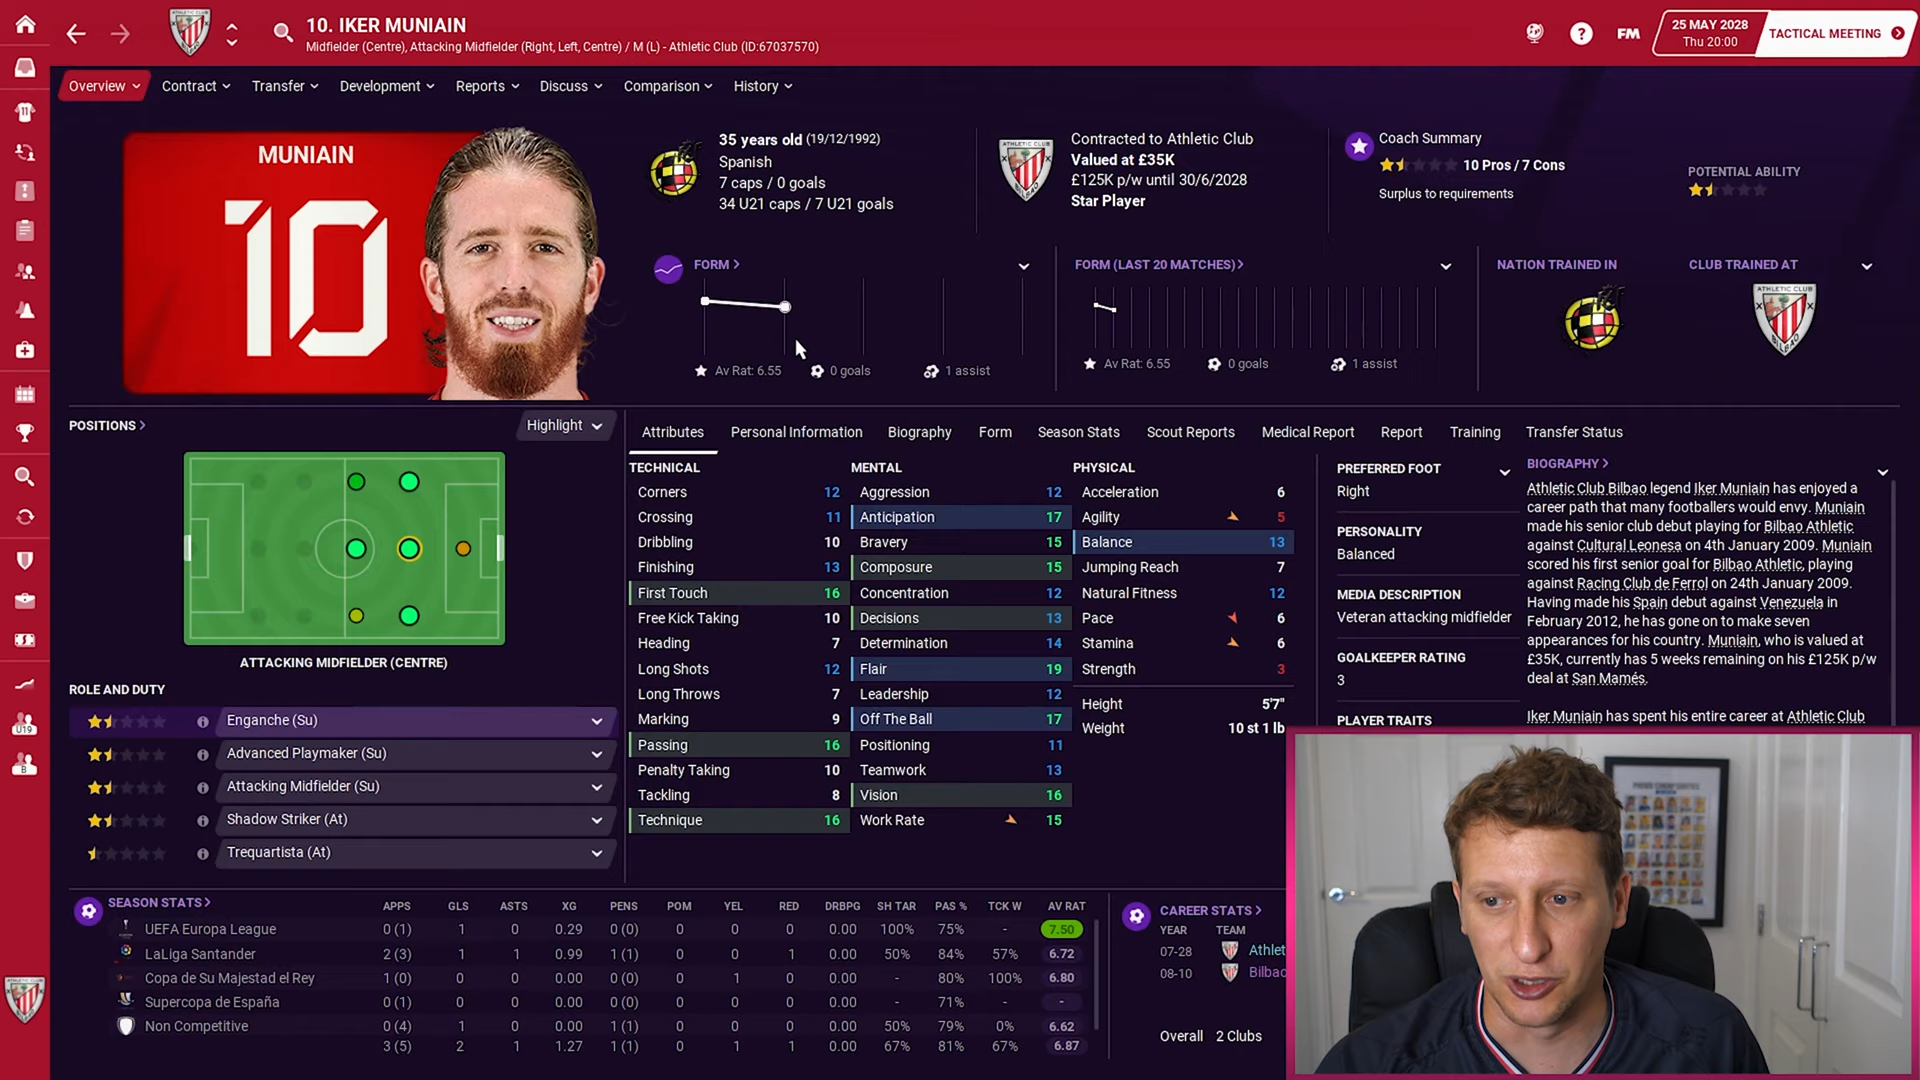 10. IKER MUNIAIN
Midfielder (Centre), Attacking Midfielder (Right, Left, Centre) / M (L) - Athletic Club (ID:67037570)
?
FM
25 MAY 2028
Thu 20:00
TACTICAL MEETING
Overview
Contract
Transfer
Development
Reports
Discuss
Comparison
History
MUNIAIN
10
35 years old (19/12/1992)
Spanish
7 caps / 0 goals
34 U21 caps / 7 U21 goals
Contracted to Athletic Club
Valued at £35K
£125K p/w until 30/6/2028
Star Player
Coach Summary
10 Pros / 7 Cons
Surplus to requirements
POTENTIAL ABILITY
FORM >
Av Rat: 6.55
0 goals
1 assist
FORM (LAST 20 MATCHES) >
Av Rat: 6.55
0 goals
1 assist
NATION TRAINED IN
CLUB TRAINED AT
POSITIONS >
Highlight
ATTACKING MIDFIELDER (CENTRE)
ROLE AND DUTY
Enganche (Su)
Advanced Playmaker (Su)
Attacking Midfielder (Su)
Shadow Striker (At)
Trequartista (At)
Attributes
Personal Information
Biography
Form
Season Stats
Scout Reports
Medical Report
Report
Training
Transfer Status
TECHNICAL
Corners 12
Crossing 11
Dribbling 10
Finishing 13
First Touch 16
Free Kick Taking 10
Heading 7
Long Shots 12
Long Throws 7
Marking 9
Passing 16
Penalty Taking 10
Tackling 8
Technique 16
MENTAL
Aggression 12
Anticipation 17
Bravery 15
Composure 15
Concentration 12
Decisions 13
Determination 14
Flair 19
Leadership 12
Off The Ball 17
Positioning 11
Teamwork 13
Vision 16
Work Rate 15
PHYSICAL
Acceleration 6
Agility 5
Balance 13
Jumping Reach 7
Natural Fitness 12
Pace 6
Stamina 6
Strength 3
Height 5'7"
Weight 10 st 1 lb
PREFERRED FOOT
Right
PERSONALITY
Balanced
MEDIA DESCRIPTION
Veteran attacking midfielder
GOALKEEPER RATING
3
PLAYER TRAITS
BIOGRAPHY >
Athletic Club Bilbao legend Iker Muniain has enjoyed a
career path that many footballers would envy. Muniain
made his senior club debut playing for Bilbao Athletic
against Cultural Leonesa on 4th January 2009. Muniain
scored his first senior goal for Bilbao Athletic, playing
against Racing Club de Ferrol on 24th January 2009.
Having made his Spain debut against Venezuela in
February 2012, he has gone on to make seven
appearances for his country. Muniain, who is valued at
£35K, currently has 5 weeks remaining on his £125K p/w
deal at San Mamés.
Iker Muniain has spent his entire career at Athletic Club
SEASON STATS >
APPS GLS ASTS XG PENS POM YEL RED DRBPG SH TAR PAS % TCK W AV RAT
UEFA Europa League 0 (1) 1 0 0.29 0 (0) 0 0 0 0.00 100% 75% - 7.50
LaLiga Santander 2 (3) 1 1 0.99 1 (1) 0 0 1 0.00 50% 84% 57% 6.72
Copa de Su Majestad el Rey 1 (0) 0 0 0.00 0 (0) 0 1 0 0.00 - 80% 100% 6.80
Supercopa de España 0 (1) 0 0 0.00 0 (0) 0 0 0 0.00 - 71% - -
Non Competitive 0 (4) 1 0 0.00 1 (1) 0 0 0 0.00 50% 79% 0% 6.62
3 (5) 2 1 1.27 1 (1) 0 1 1 0.00 67% 81% 67% 6.87
CAREER STATS >
YEAR TEAM
07-28 Athlet
08-10 Bilbao
Overall 2 Clubs
11
U19
B